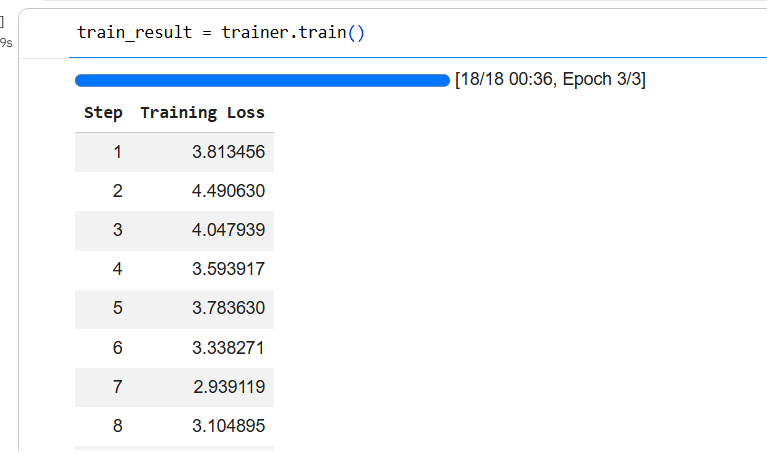 ]
9s
train_result = trainer.train()
[18/18 00:36, Epoch 3/3]
Step Training Loss
1 3.813456
2 4.490630
3 4.047939
4 3.593917
5 3.783630
6 3.338271
7 2.939119
8 3.104895